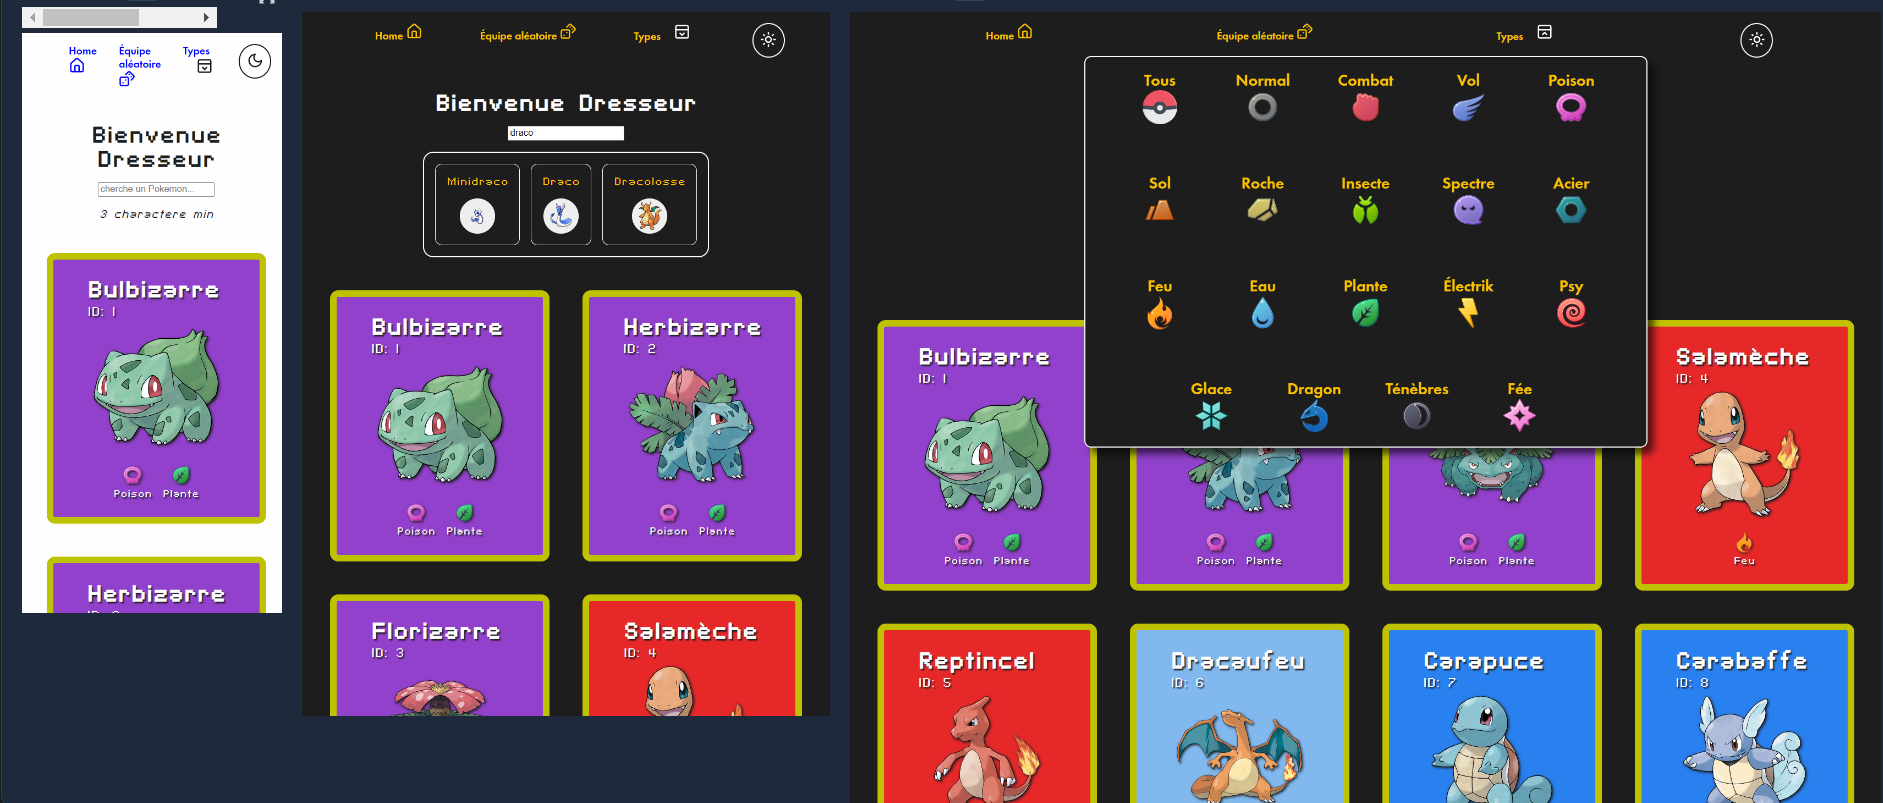 Home
Équipe
aléatoire
Types
Bienvenue
Dresseur
cherche un Pokemon...
3 charactere min
Bulbizarre
ID: 1
Poison Plante
Herbizarre
Home
Équipe aléatoire
Types
Bienvenue Dresseur
draco
Minidraco Draco Dracolosse
Bulbizarre Herbizarre
ID: 1 ID: 2
Poison Plante Poison Plante
Florizarre Salamèche
ID: 3 ID: 4
Home
Équipe aléatoire
Types
Tous Normal Combat Vol Poison
Sol Roche Insecte Spectre Acier
Feu Eau Plante Électrik Psy
Glace Dragon Ténèbres Fée
Bulbizarre Salamèche
ID: 1 ID: 4
Poison Plante Poison Plante Poison Plante Feu
Reptincel Dracaufeu Carapuce Carabaffe
ID: 5 ID: 6 ID: 7 ID: 8